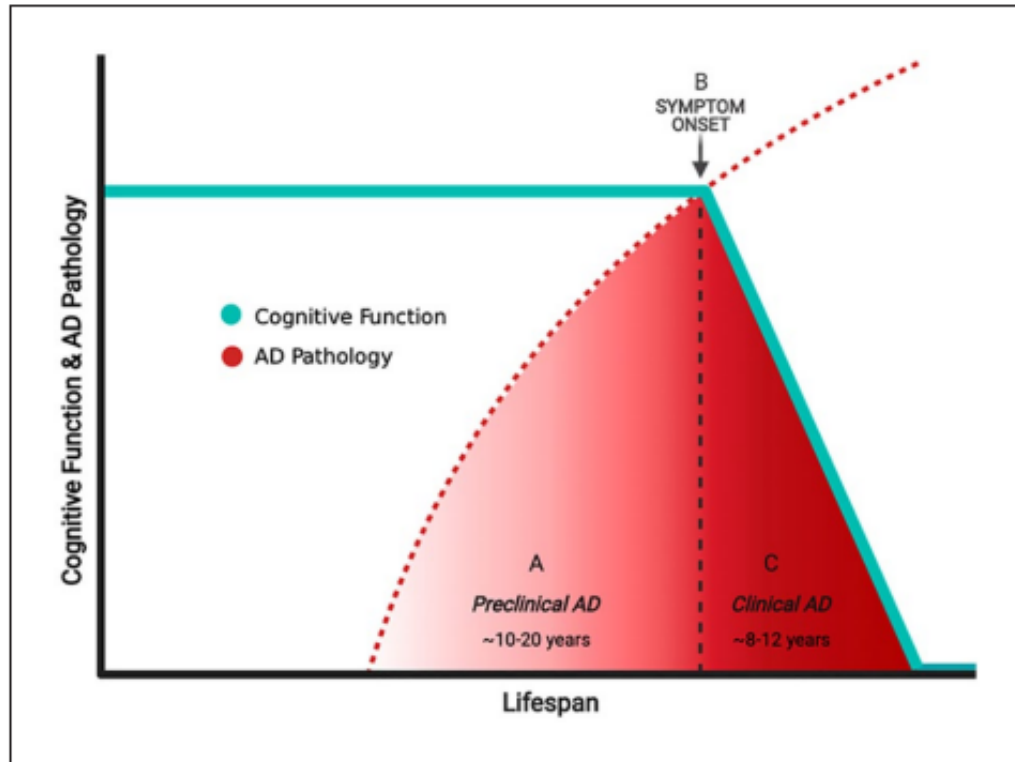 B
SYMPTOM
ONSET
Cognitive Function & AD Pathology
Cognitive Function
AD Pathology
A
Preclinical AD
~10-20 years
C
Clinical AD
~8-12 years
Lifespan